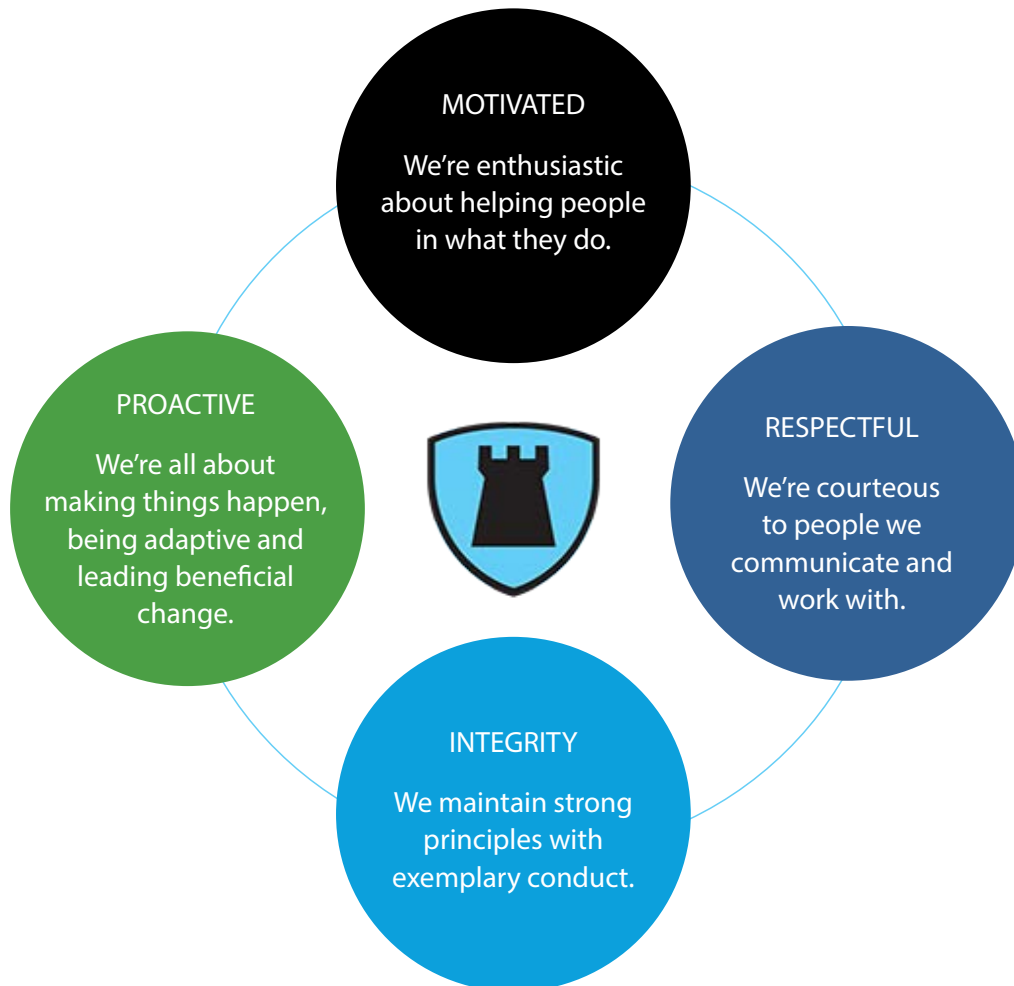 MOTIVATED
We’re enthusiastic
about helping people
in what they do.
PROACTIVE
We’re all about
making things happen,
being adaptive and
leading beneficial
change.
RESPECTFUL
We’re courteous
to people we
communicate and
work with.
INTEGRITY
We maintain strong
principles with
exemplary conduct.